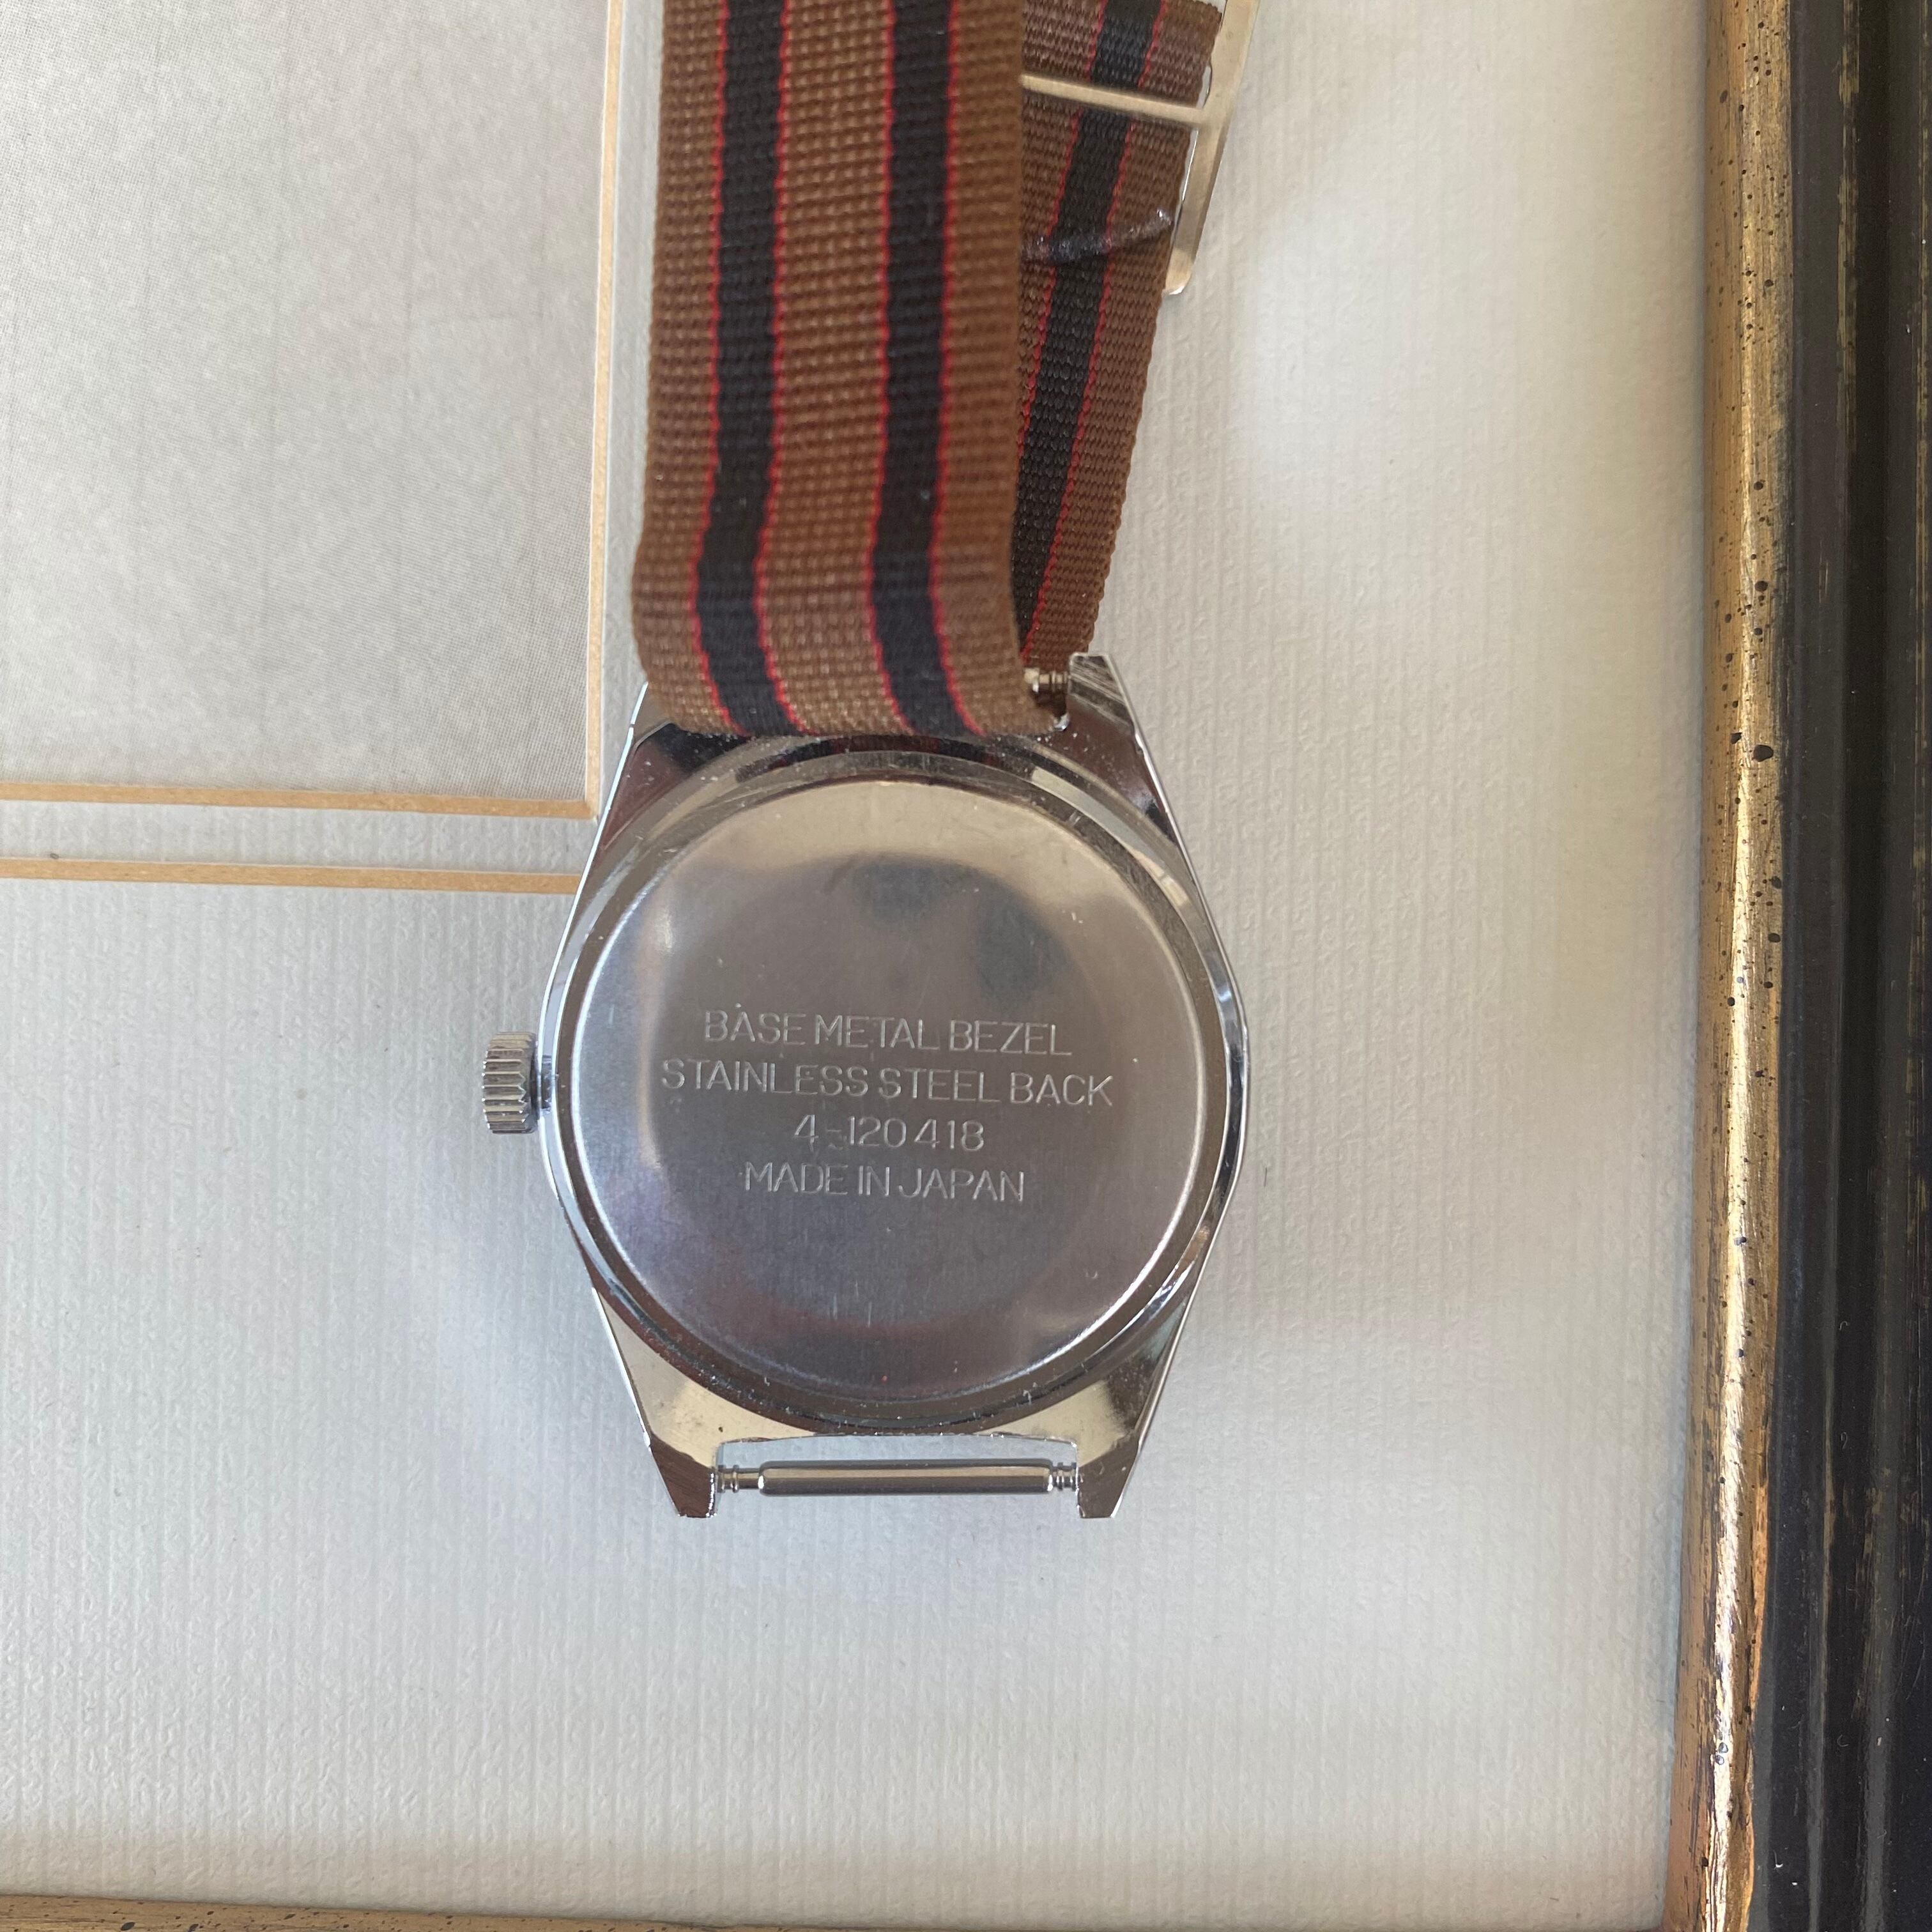 BASE METAL BEZEL
STAINLESS STEEL BACK
4-120418
MADE IN JAPAN